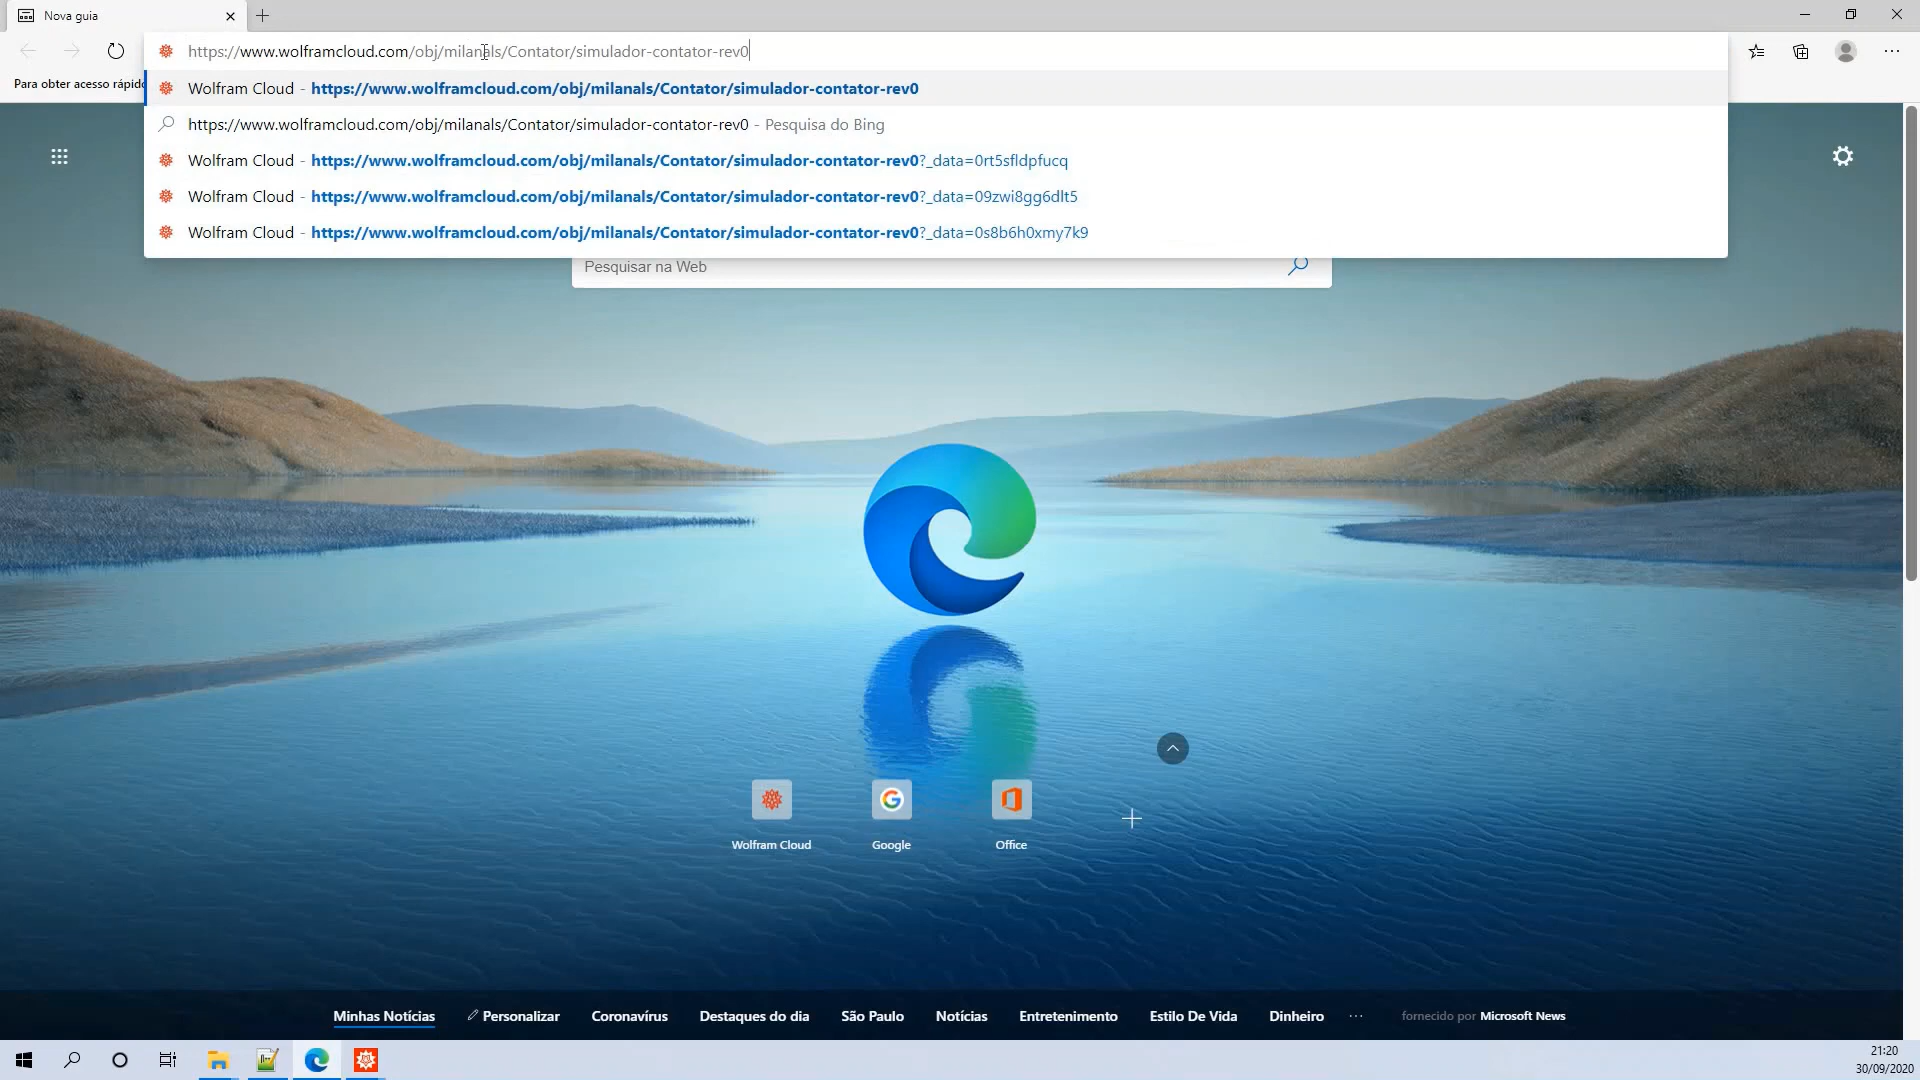 Nova guia
https://www.wolframcloud.com/obj/milanals/Contator/simulador-contator-rev0
Para obter acesso rápido
Wolfram Cloud - https://www.wolframcloud.com/obj/milanals/Contator/simulador-contator-rev0
https://www.wolframcloud.com/obj/milanals/Contator/simulador-contator-rev0 - Pesquisa do Bing
Wolfram Cloud - https://www.wolframcloud.com/obj/milanals/Contator/simulador-contator-rev0?_data=0rt5sfldpfucq
Wolfram Cloud - https://www.wolframcloud.com/obj/milanals/Contator/simulador-contator-rev0?_data=09zwi8gg6dlt5
Wolfram Cloud - https://www.wolframcloud.com/obj/milanals/Contator/simulador-contator-rev0?_data=0s8b6h0xmy7k9
Pesquisar na Web
Wolfram Cloud
Google
Office
Minhas Notícias
Personalizar
Coronavírus
Destaques do dia
São Paulo
Notícias
Entretenimento
Estilo De Vida
Dinheiro
...
fornecido por Microsoft News
21:20
30/09/2020